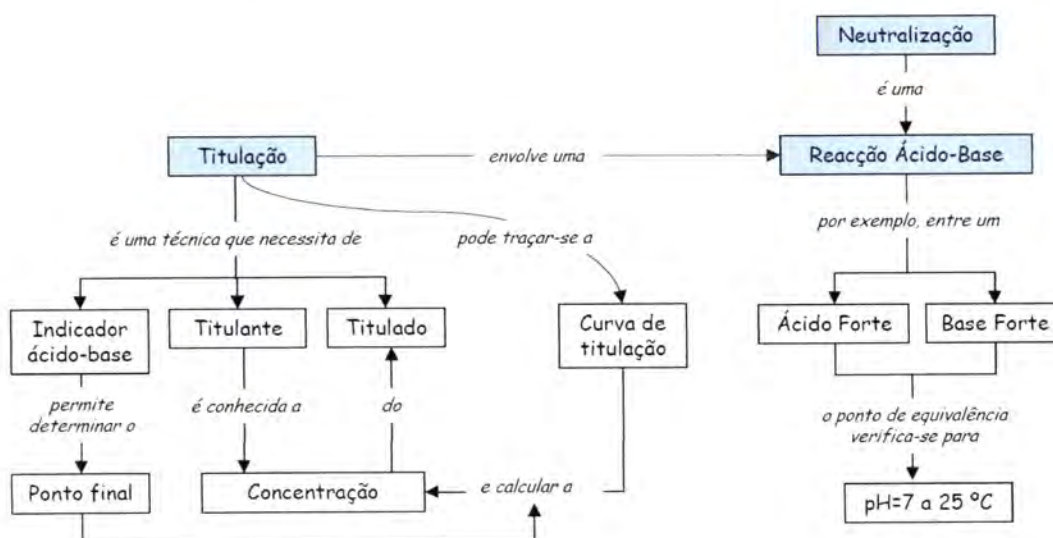 Neutralização
é uma
Titulação
envolve uma
Reacção Ácido-Base
é uma técnica que necessita de
pode traçar-se a
por exemplo, entre um
Indicador
ácido-base
Titulante
Titulado
Curva de
titulação
Ácido Forte
Base Forte
permite
determinar o
é conhecida a
do
o ponto de equivalência
verifica-se para
Ponto final
Concentração
e calcular a
pH=7 a 25 ºC